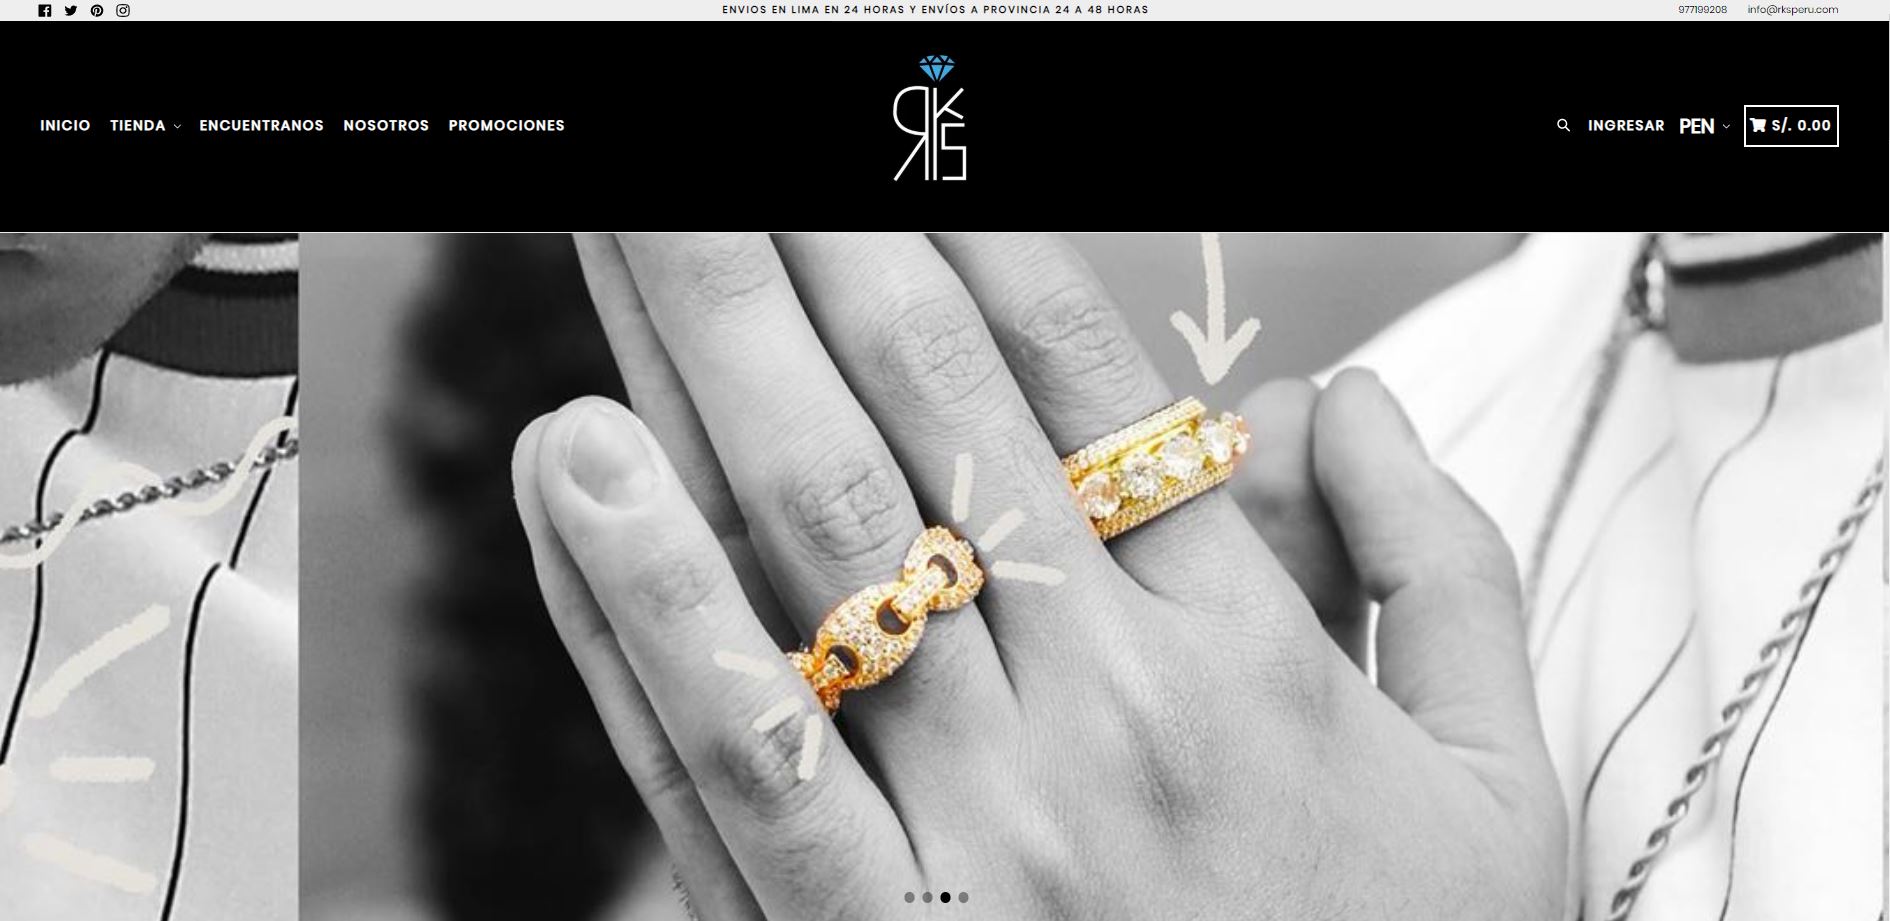 ENVIOS EN LIMA EN 24 HORAS Y ENVÍOS A PROVINCIA 24 A 48 HORAS
977199208 info@rksperu.com
INICIO TIENDA ENCUENTRANOS NOSOTROS PROMOCIONES
RKS
INGRESAR PEN S/. 0.00